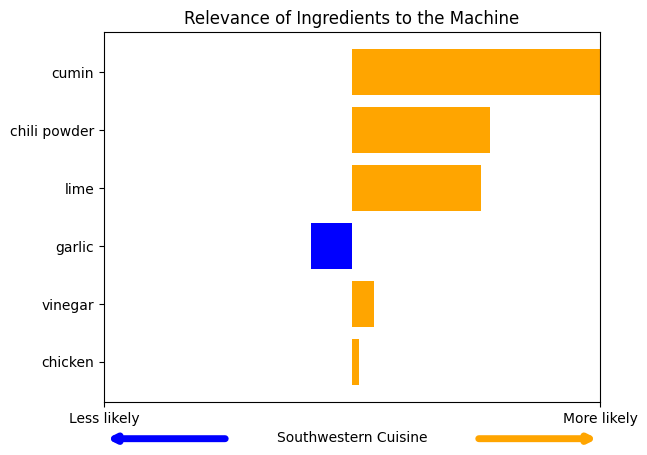 Relevance of Ingredients to the Machine
cumin
chili powder
lime
garlic
vinegar
chicken
Less likely
More likely
Southwestern Cuisine